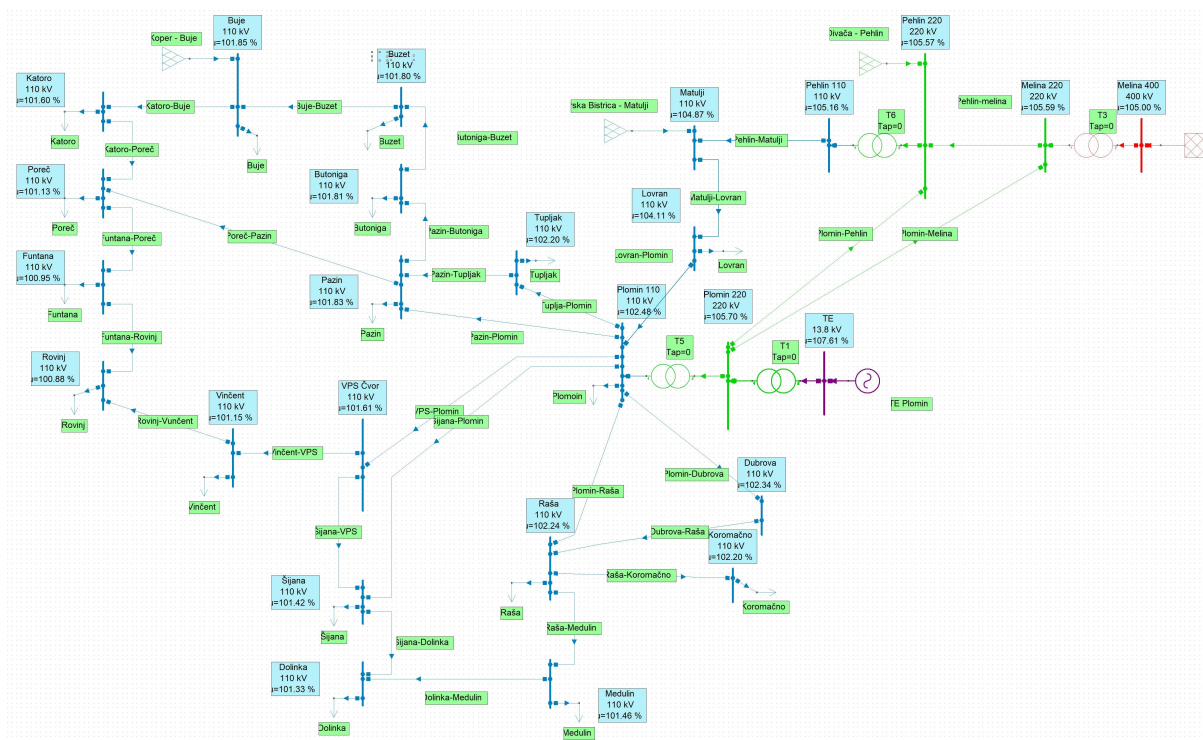 Buje
110 kV
u=101.85 %
Koper - Buje
Buzet
110 kV
u=101.80 %
Katoro
110 kV
u=101.60 %
Katoro-Buje
Buje-Buzet
Katoro
Buje
Buzet
Butoniga-Buzet
Katoro-Poreč
Poreč
110 kV
u=101.13 %
Poreč
Butoniga
110 kV
u=101.81 %
Butoniga
Funtana-Poreč
Poreč-Pazin
Pazin-Butoniga
Tupljak
110 kV
u=102.20 %
Funtana
110 kV
u=100.95 %
Funtana
Pazin
110 kV
u=101.83 %
Pazin-Tupljak
Tupljak
Pazin
Tuplja-Plomin
Pazin-Plomin
Funtana-Rovinj
Rovinj
110 kV
u=100.88 %
Rovinj
Rovinj-Vunčent
Vinčent
110 kV
u=101.15 %
Vinčent
Vinčent-VPS
VPS Čvor
110 kV
u=101.61 %
VPS-Plomin
Šijana-Plomin
Šijana-VPS
Šijana
110 kV
u=101.42 %
Šijana
Šijana-Dolinka
Dolinka
110 kV
u=101.33 %
Dolinka
Dolinka-Medulin
Medulin
110 kV
u=101.46 %
Medulin
Raša-Medulin
Raša
110 kV
u=102.24 %
Raša
Raša-Koromačno
Koromačno
110 kV
u=102.20 %
Koromačno
Dubrova-Raša
Dubrova
110 kV
u=102.34 %
Plomin-Dubrova
Plomin-Raša
Plomoin
Plomin 110
110 kV
u=102.48 %
T5
Tap=0
Plomin 220
220 kV
u=105.70 %
T1
Tap=0
TE
13.8 kV
u=107.61 %
TE Plomin
Lovran-Plomin
Lovran
110 kV
u=104.11 %
Lovran
Matulji-Lovran
Matulji
110 kV
u=104.87 %
rska Bistrica - Matulji
Pehlin-Matulji
Pehlin 110
110 kV
u=105.16 %
T6
Tap=0
Divača - Pehlin
Pehlin 220
220 kV
u=105.57 %
Pehlin-melina
Melina 220
220 kV
u=105.59 %
T3
Tap=0
Melina 400
400 kV
u=105.00 %
Plomin-Pehlin
Plomin-Melina